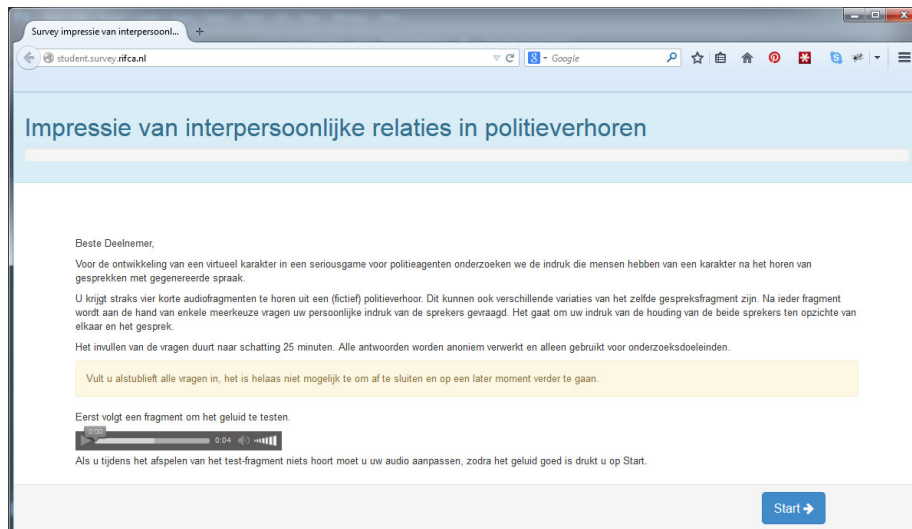 Survey impressie van interpersoonl...
student.survey.rifca.nl
Google
Impressie van interpersoonlijke relaties in politieverhoren
Beste Deelnemer,
Voor de ontwikkeling van een virtueel karakter in een seriousgame voor politieagenten onderzoeken we de indruk die mensen hebben van een karakter na het horen van
gesprekken met gegenereerde spraak.
U krijgt straks vier korte audiofragmenten te horen uit een (fictief) politieverhoor. Dit kunnen ook verschillende variaties van het zelfde gespreksfragment zijn. Na ieder fragment
wordt aan de hand van enkele meerkeuze vragen uw persoonlijke indruk van de sprekers gevraagd. Het gaat om uw indruk van de houding van de beide sprekers ten opzichte van
elkaar en het gesprek.
Het invullen van de vragen duurt naar schatting 25 minuten. Alle antwoorden worden anoniem verwerkt en alleen gebruikt voor onderzoeksdoeleinden.
Vult u alstublieft alle vragen in, het is helaas niet mogelijk te om af te sluiten en op een later moment verder te gaan.
Eerst volgt een fragment om het geluid te testen.
0:00
0:04
Als u tijdens het afspelen van het test-fragment niets hoort moet u uw audio aanpassen, zodra het geluid goed is drukt u op Start.
Start